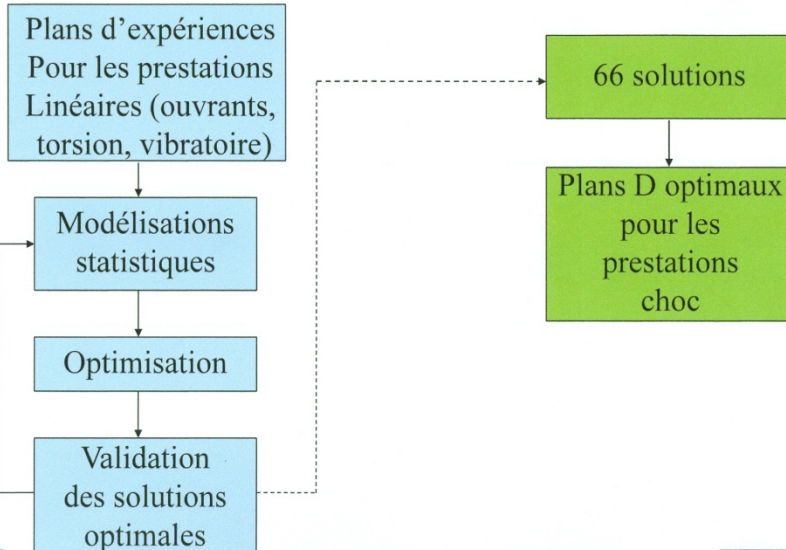 Plans d’expériences
Pour les prestations
Linéaires (ouvrants,
torsion, vibratoire)
Modélisations
statistiques
Optimisation
Validation
des solutions
optimales
66 solutions
Plans D optimaux
pour les
prestations
choc